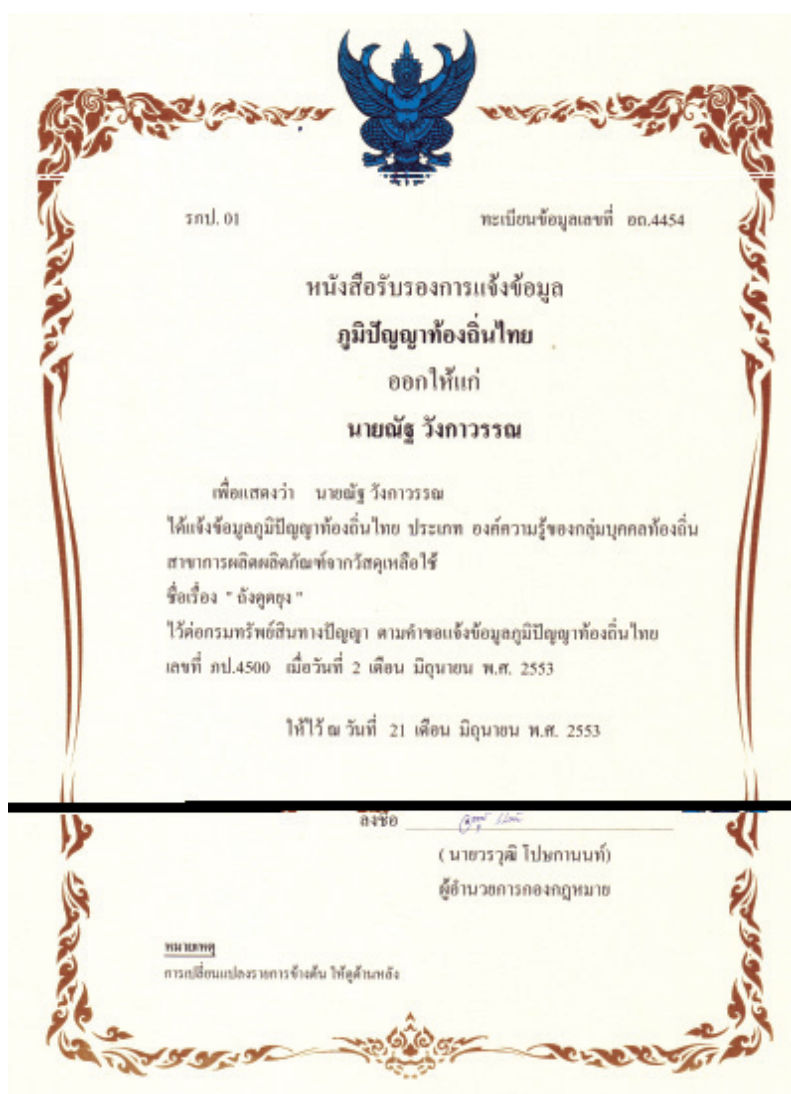 รภป. 01 ทะเบียนข้อมูลเลขที่ อถ.4454
หนังสือรับรองการแจ้งข้อมูล
ภูมิปัญญาท้องถิ่นไทย
ออกให้แก่
นายณัฐ วังกาวรรณ
เพื่อแสดงว่า นายณัฐ วังกาวรรณ
ได้แจ้งข้อมูลภูมิปัญญาท้องถิ่นไทย ประเภท องค์ความรู้ของกลุ่มบุคคลท้องถิ่น
สาขาการผลิตผลิตภัณฑ์จากวัสดุเหลือใช้
ชื่อเรื่อง " ถังดูดยุง "
ไว้ต่อกรมทรัพย์สินทางปัญญา ตามคำขอแจ้งข้อมูลภูมิปัญญาท้องถิ่นไทย
เลขที่ ภป.4500 เมื่อวันที่ 2 เดือน มิถุนายน พ.ศ. 2553
ให้ไว้ ณ วันที่ 21 เดือน มิถุนายน พ.ศ. 2553
ลงชื่อ
( นายวรวุฒิ โปษกานนท์)
ผู้อำนวยการกองกฎหมาย
หมายเหตุ
การเปลี่ยนแปลงรายการข้างต้น ให้ดูด้านหลัง